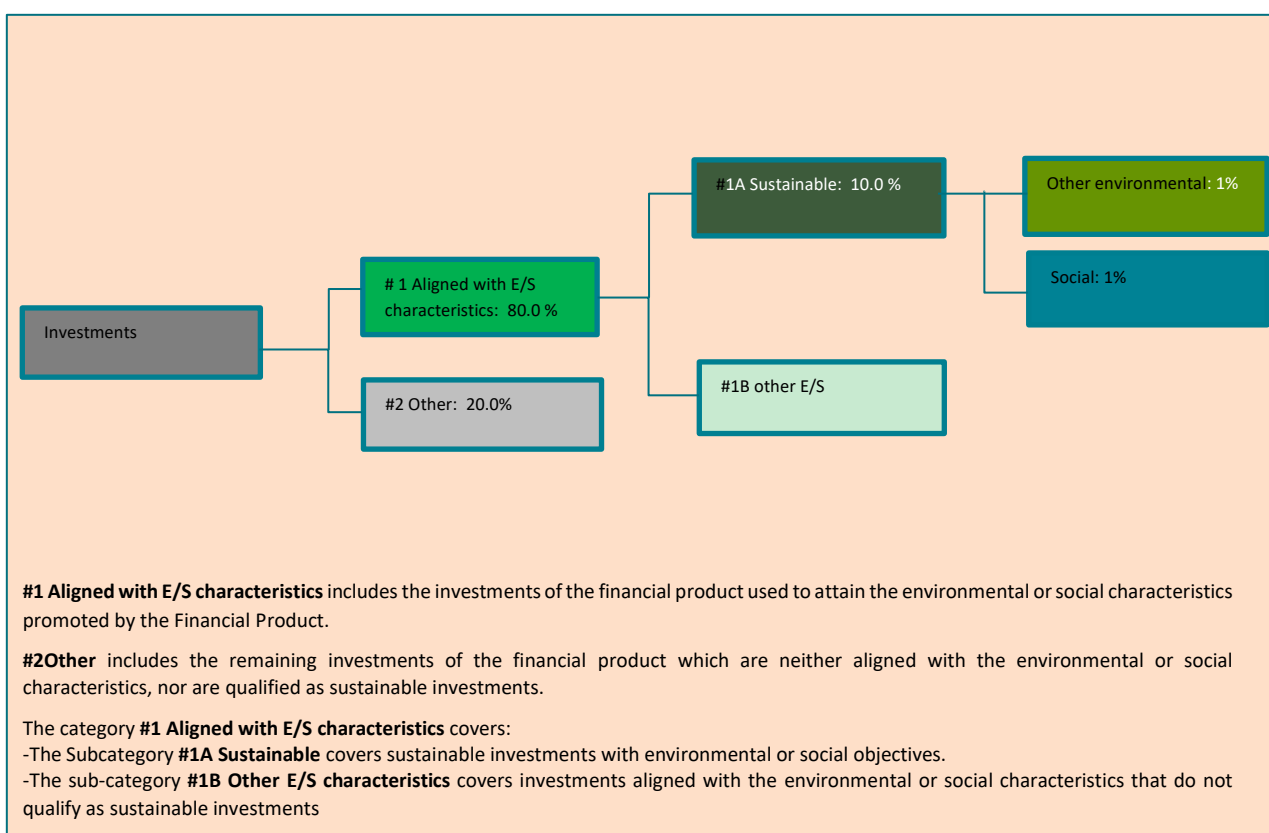 #1A Sustainable: 10.0 %
Other environmental: 1%
# 1 Aligned with E/S
characteristics: 80.0 %
Social: 1%
Investments
#2 Other: 20.0%
#1B other E/S
#1 Aligned with E/S characteristics includes the investments of the financial product used to attain the environmental or social characteristics
promoted by the Financial Product.
#2Other includes the remaining investments of the financial product which are neither aligned with the environmental or social
characteristics, nor are qualified as sustainable investments.
The category #1 Aligned with E/S characteristics covers:
-The Subcategory #1A Sustainable covers sustainable investments with environmental or social objectives.
-The sub-category #1B Other E/S characteristics covers investments aligned with the environmental or social characteristics that do not
qualify as sustainable investments